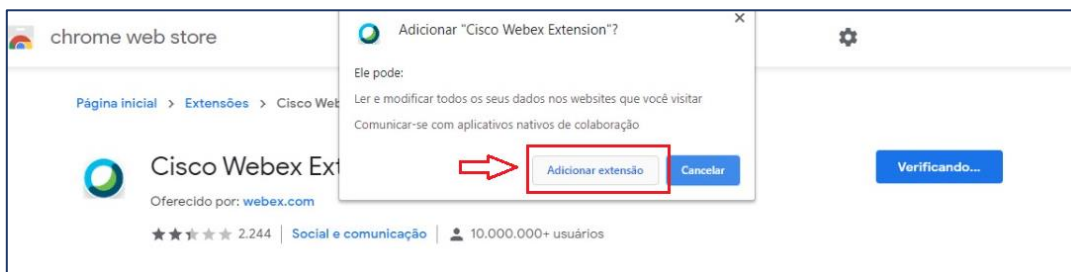 chrome web store
Adicionar "Cisco Webex Extension"?
Ele pode:
Ler e modificar todos os seus dados nos websites que você visitar
Comunicar-se com aplicativos nativos de colaboração
Adicionar extensão
Cancelar
Página inicial > Extensões > Cisco Web
Cisco Webex Ext
Verificando...
Oferecido por: webex.com
2.244 | Social e comunicação | 10.000.000+ usuários